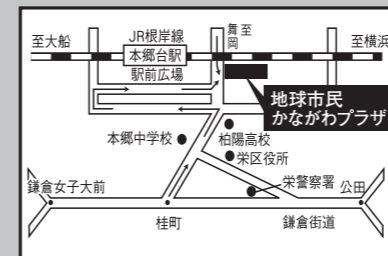 JR根岸線
舞岡
至
至大船
本郷台駅
至横浜
駅前広場
地球市民
かながわプラザ
本郷中学校
柏陽高校
栄区役所
栄警察署
鎌倉女子大前
公田
桂町
鎌倉街道